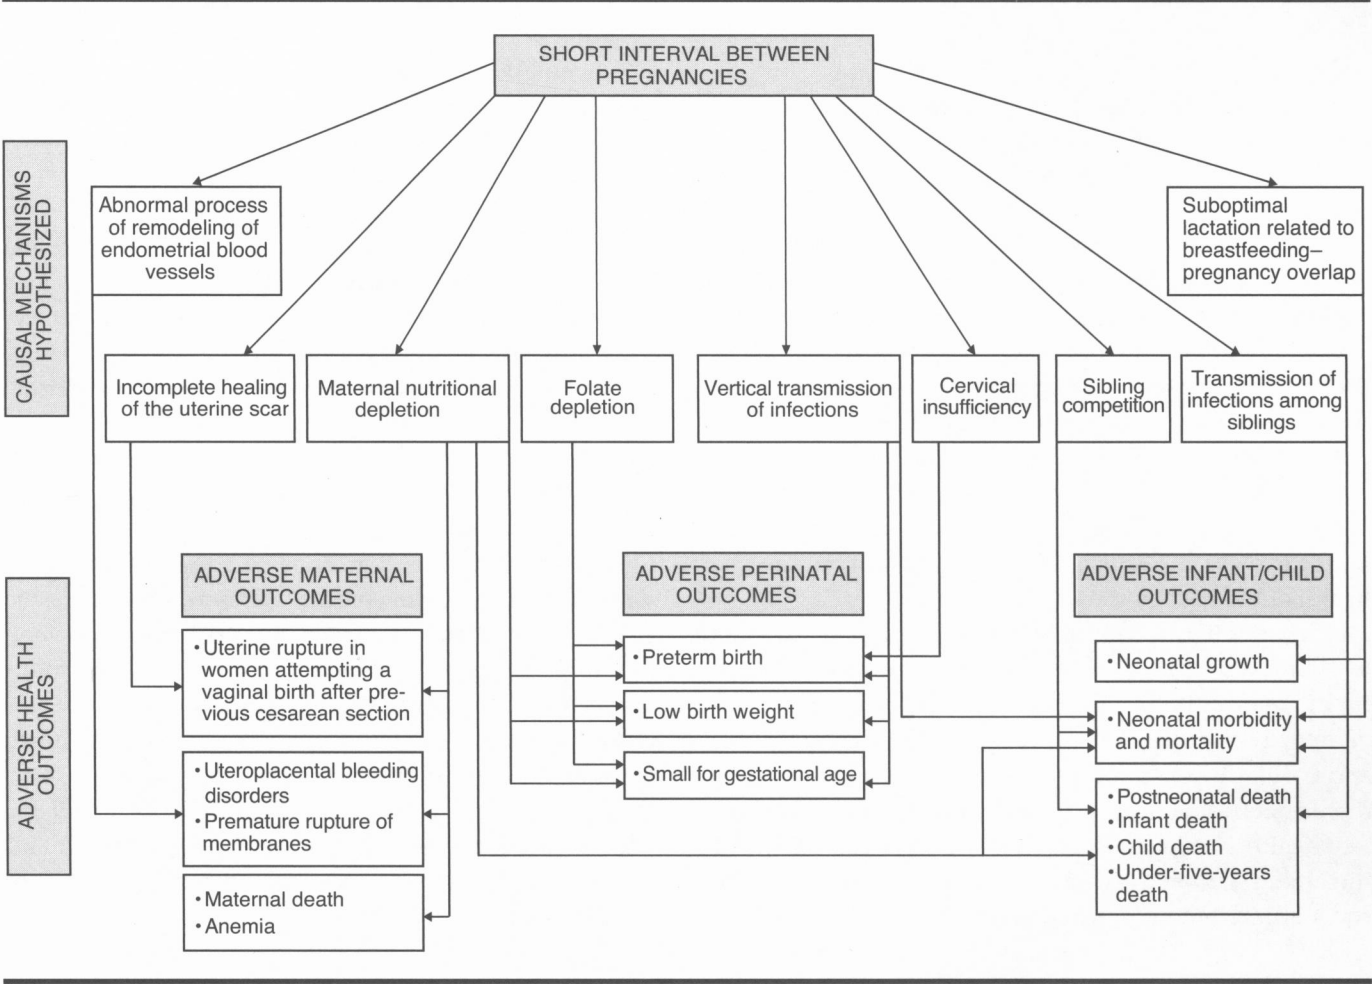 SHORT INTERVAL BETWEEN
PREGNANCIES
CAUSAL MECHANISMS
HYPOTHESIZED
Abnormal process
of remodeling of
endometrial blood
vessels
Suboptimal
lactation related to
breastfeeding–
pregnancy overlap
Incomplete healing
of the uterine scar
Maternal nutritional
depletion
Folate
depletion
Vertical transmission
of infections
Cervical
insufficiency
Sibling
competition
Transmission of
infections among
siblings
ADVERSE HEALTH
OUTCOMES
ADVERSE MATERNAL
OUTCOMES
• Uterine rupture in
women attempting a
vaginal birth after pre-
vious cesarean section
• Uteroplacental bleeding
disorders
• Premature rupture of
membranes
• Maternal death
• Anemia
ADVERSE PERINATAL
OUTCOMES
• Preterm birth
• Low birth weight
• Small for gestational age
ADVERSE INFANT/CHILD
OUTCOMES
• Neonatal growth
• Neonatal morbidity
and mortality
• Postneonatal death
• Infant death
• Child death
• Under-five-years
death